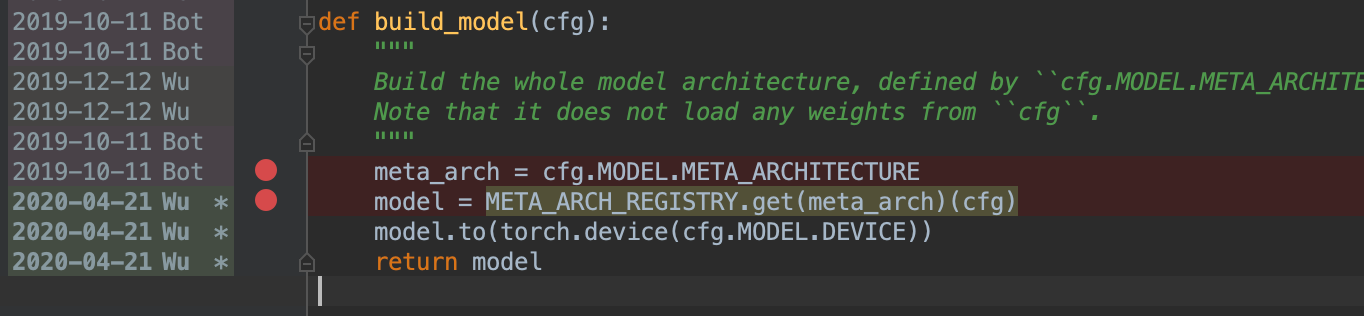 2019-10-11 Bot def build_model(cfg):
2019-10-11 Bot """
2019-12-12 Wu Build the whole model architecture, defined by ``cfg.MODEL.META_ARCHITE
2019-12-12 Wu Note that it does not load any weights from ``cfg``.
2019-10-11 Bot """
2019-10-11 Bot meta_arch = cfg.MODEL.META_ARCHITECTURE
2020-04-21 Wu * model = META_ARCH_REGISTRY.get(meta_arch)(cfg)
2020-04-21 Wu * model.to(torch.device(cfg.MODEL.DEVICE))
2020-04-21 Wu * return model